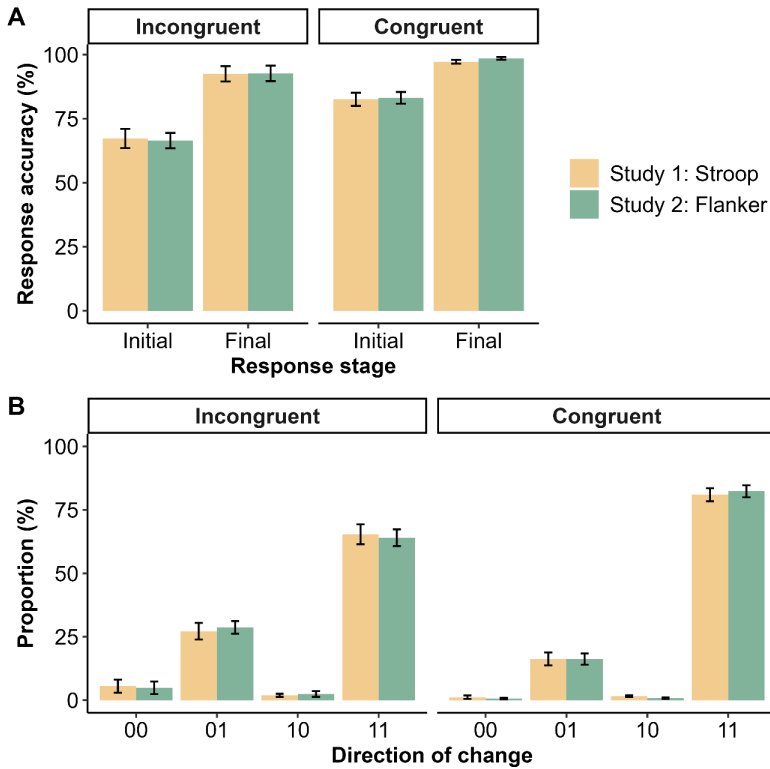 A
Incongruent Congruent
100
75
50
25
0
Response accuracy (%)
Initial Final Initial Final
Response stage
Study 1: Stroop
Study 2: Flanker
B
Incongruent Congruent
100
75
50
25
0
Proportion (%)
00 01 10 11 00 01 10 11
Direction of change